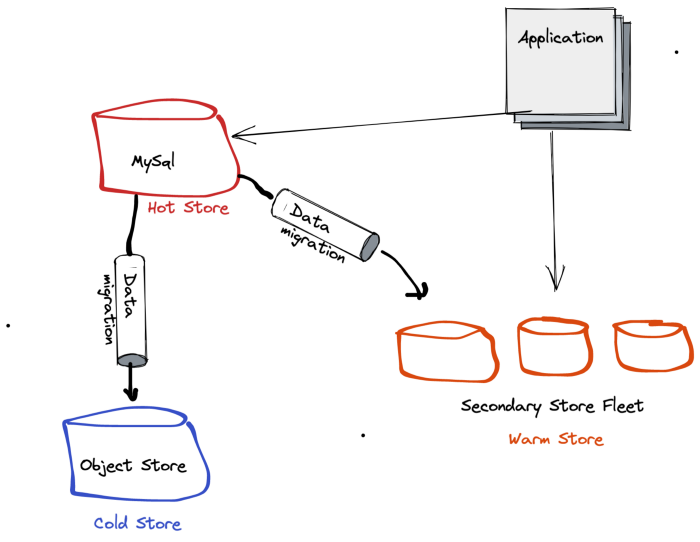 Application
MySql
Hot Store
Data
migration
Data
migration
Secondary Store Fleet
Warm Store
Object Store
Cold Store